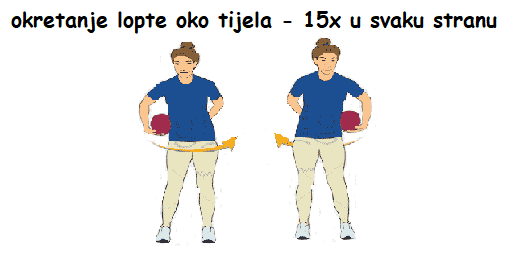 okretanje lopte oko tijela - 15x u svaku stranu